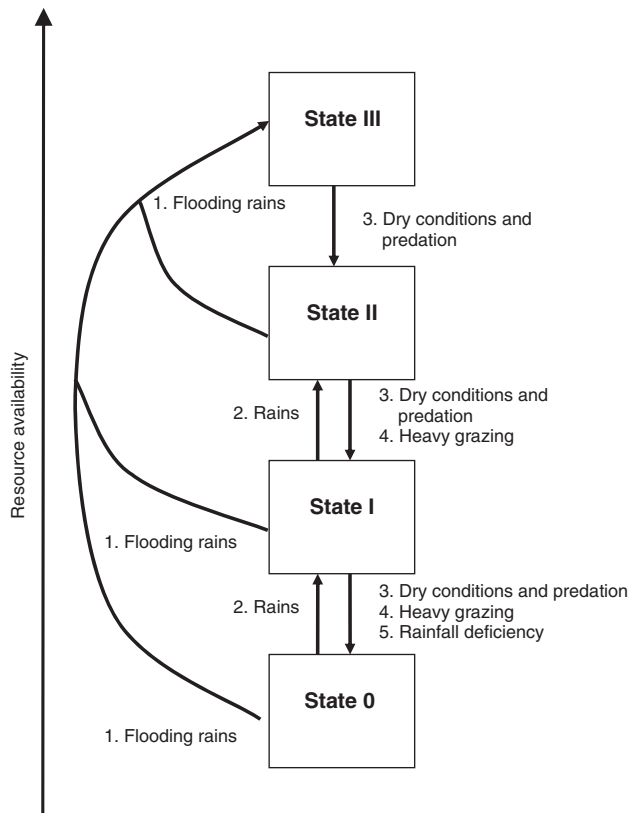 State III
1. Flooding rains
3. Dry conditions and
predation
State II
3. Dry conditions and
predation
2. Rains
4. Heavy grazing
Resource availability
State I
1. Flooding rains
3. Dry conditions and predation
2. Rains
4. Heavy grazing
5. Rainfall deficiency
State 0
1. Flooding rains